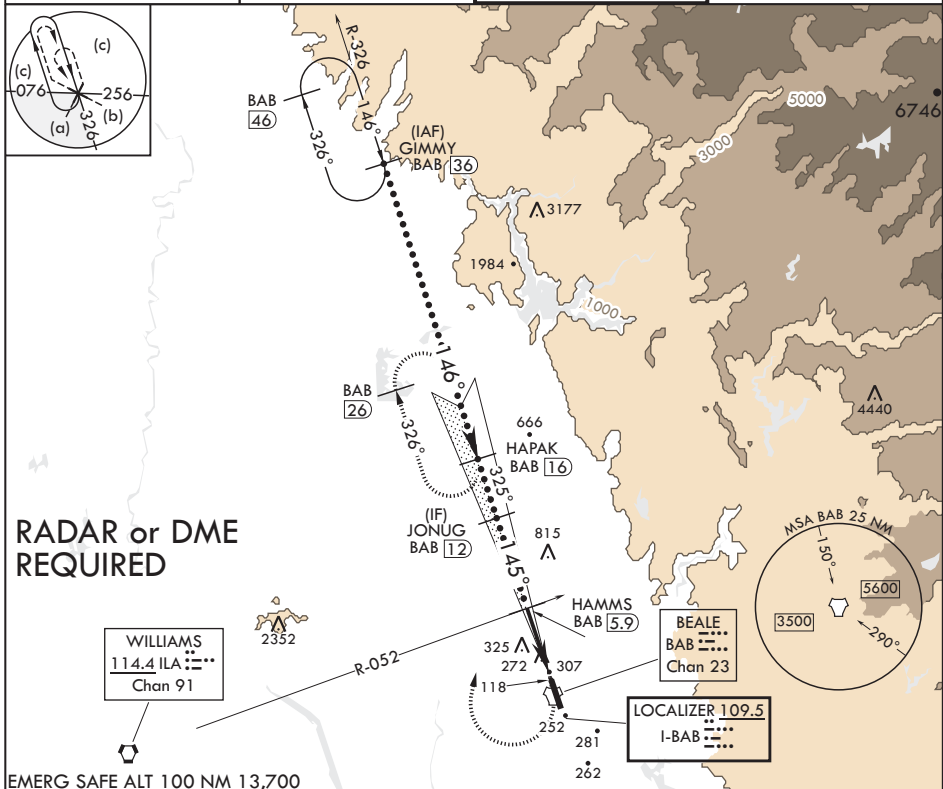 (c)
(c)
076
256
(a)
(b)
326
R-326
BAB
46
146°
326°
(IAF)
GIMMY
BAB 36
5000
6746
3000
3177
1984
1000
146°
BAB
26
326°
666
HAPAK
BAB 16
325°
4440
(IF)
JONUG
BAB 12
815
145°
RADAR or DME
REQUIRED
MSA BAB 25 NM
150°
5600
3500
290°
HAMMS
BAB 5.9
2352
WILLIAMS
114.4 ILA
Chan 91
R-052
325
272
307
118
BEALE
BAB
Chan 23
252
LOCALIZER 109.5
I-BAB
281
262
EMERG SAFE ALT 100 NM 13,700